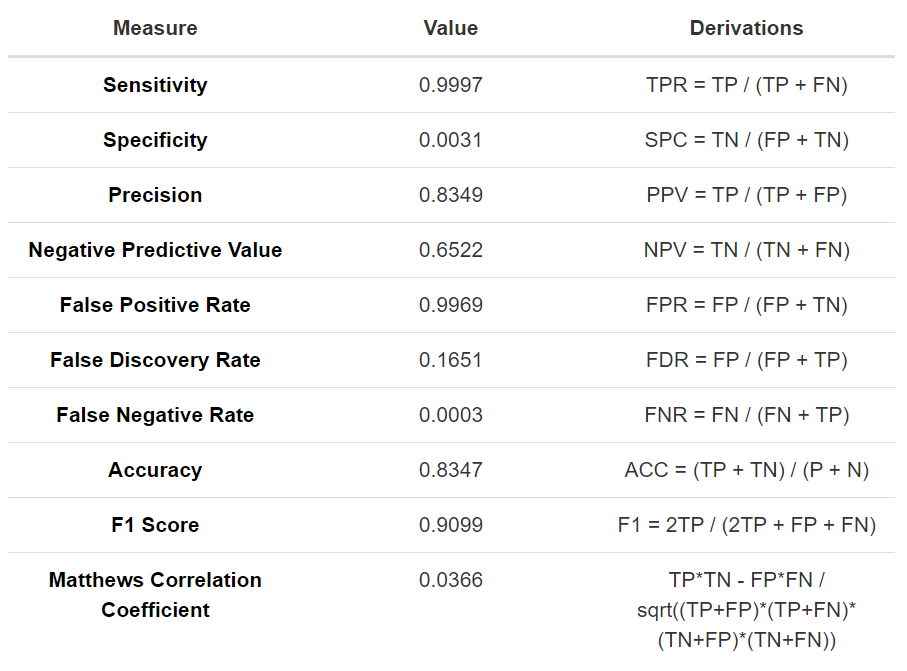 Measure Value Derivations
Sensitivity 0.9997 TPR = TP / (TP + FN)
Specificity 0.0031 SPC = TN / (FP + TN)
Precision 0.8349 PPV = TP / (TP + FP)
Negative Predictive Value 0.6522 NPV = TN / (TN + FN)
False Positive Rate 0.9969 FPR = FP / (FP + TN)
False Discovery Rate 0.1651 FDR = FP / (FP + TP)
False Negative Rate 0.0003 FNR = FN / (FN + TP)
Accuracy 0.8347 ACC = (TP + TN) / (P + N)
F1 Score 0.9099 F1 = 2TP / (2TP + FP + FN)
Matthews Correlation 0.0366 TP*TN - FP*FN /
Coefficient sqrt((TP+FP)*(TP+FN)*
(TN+FP)*(TN+FN))